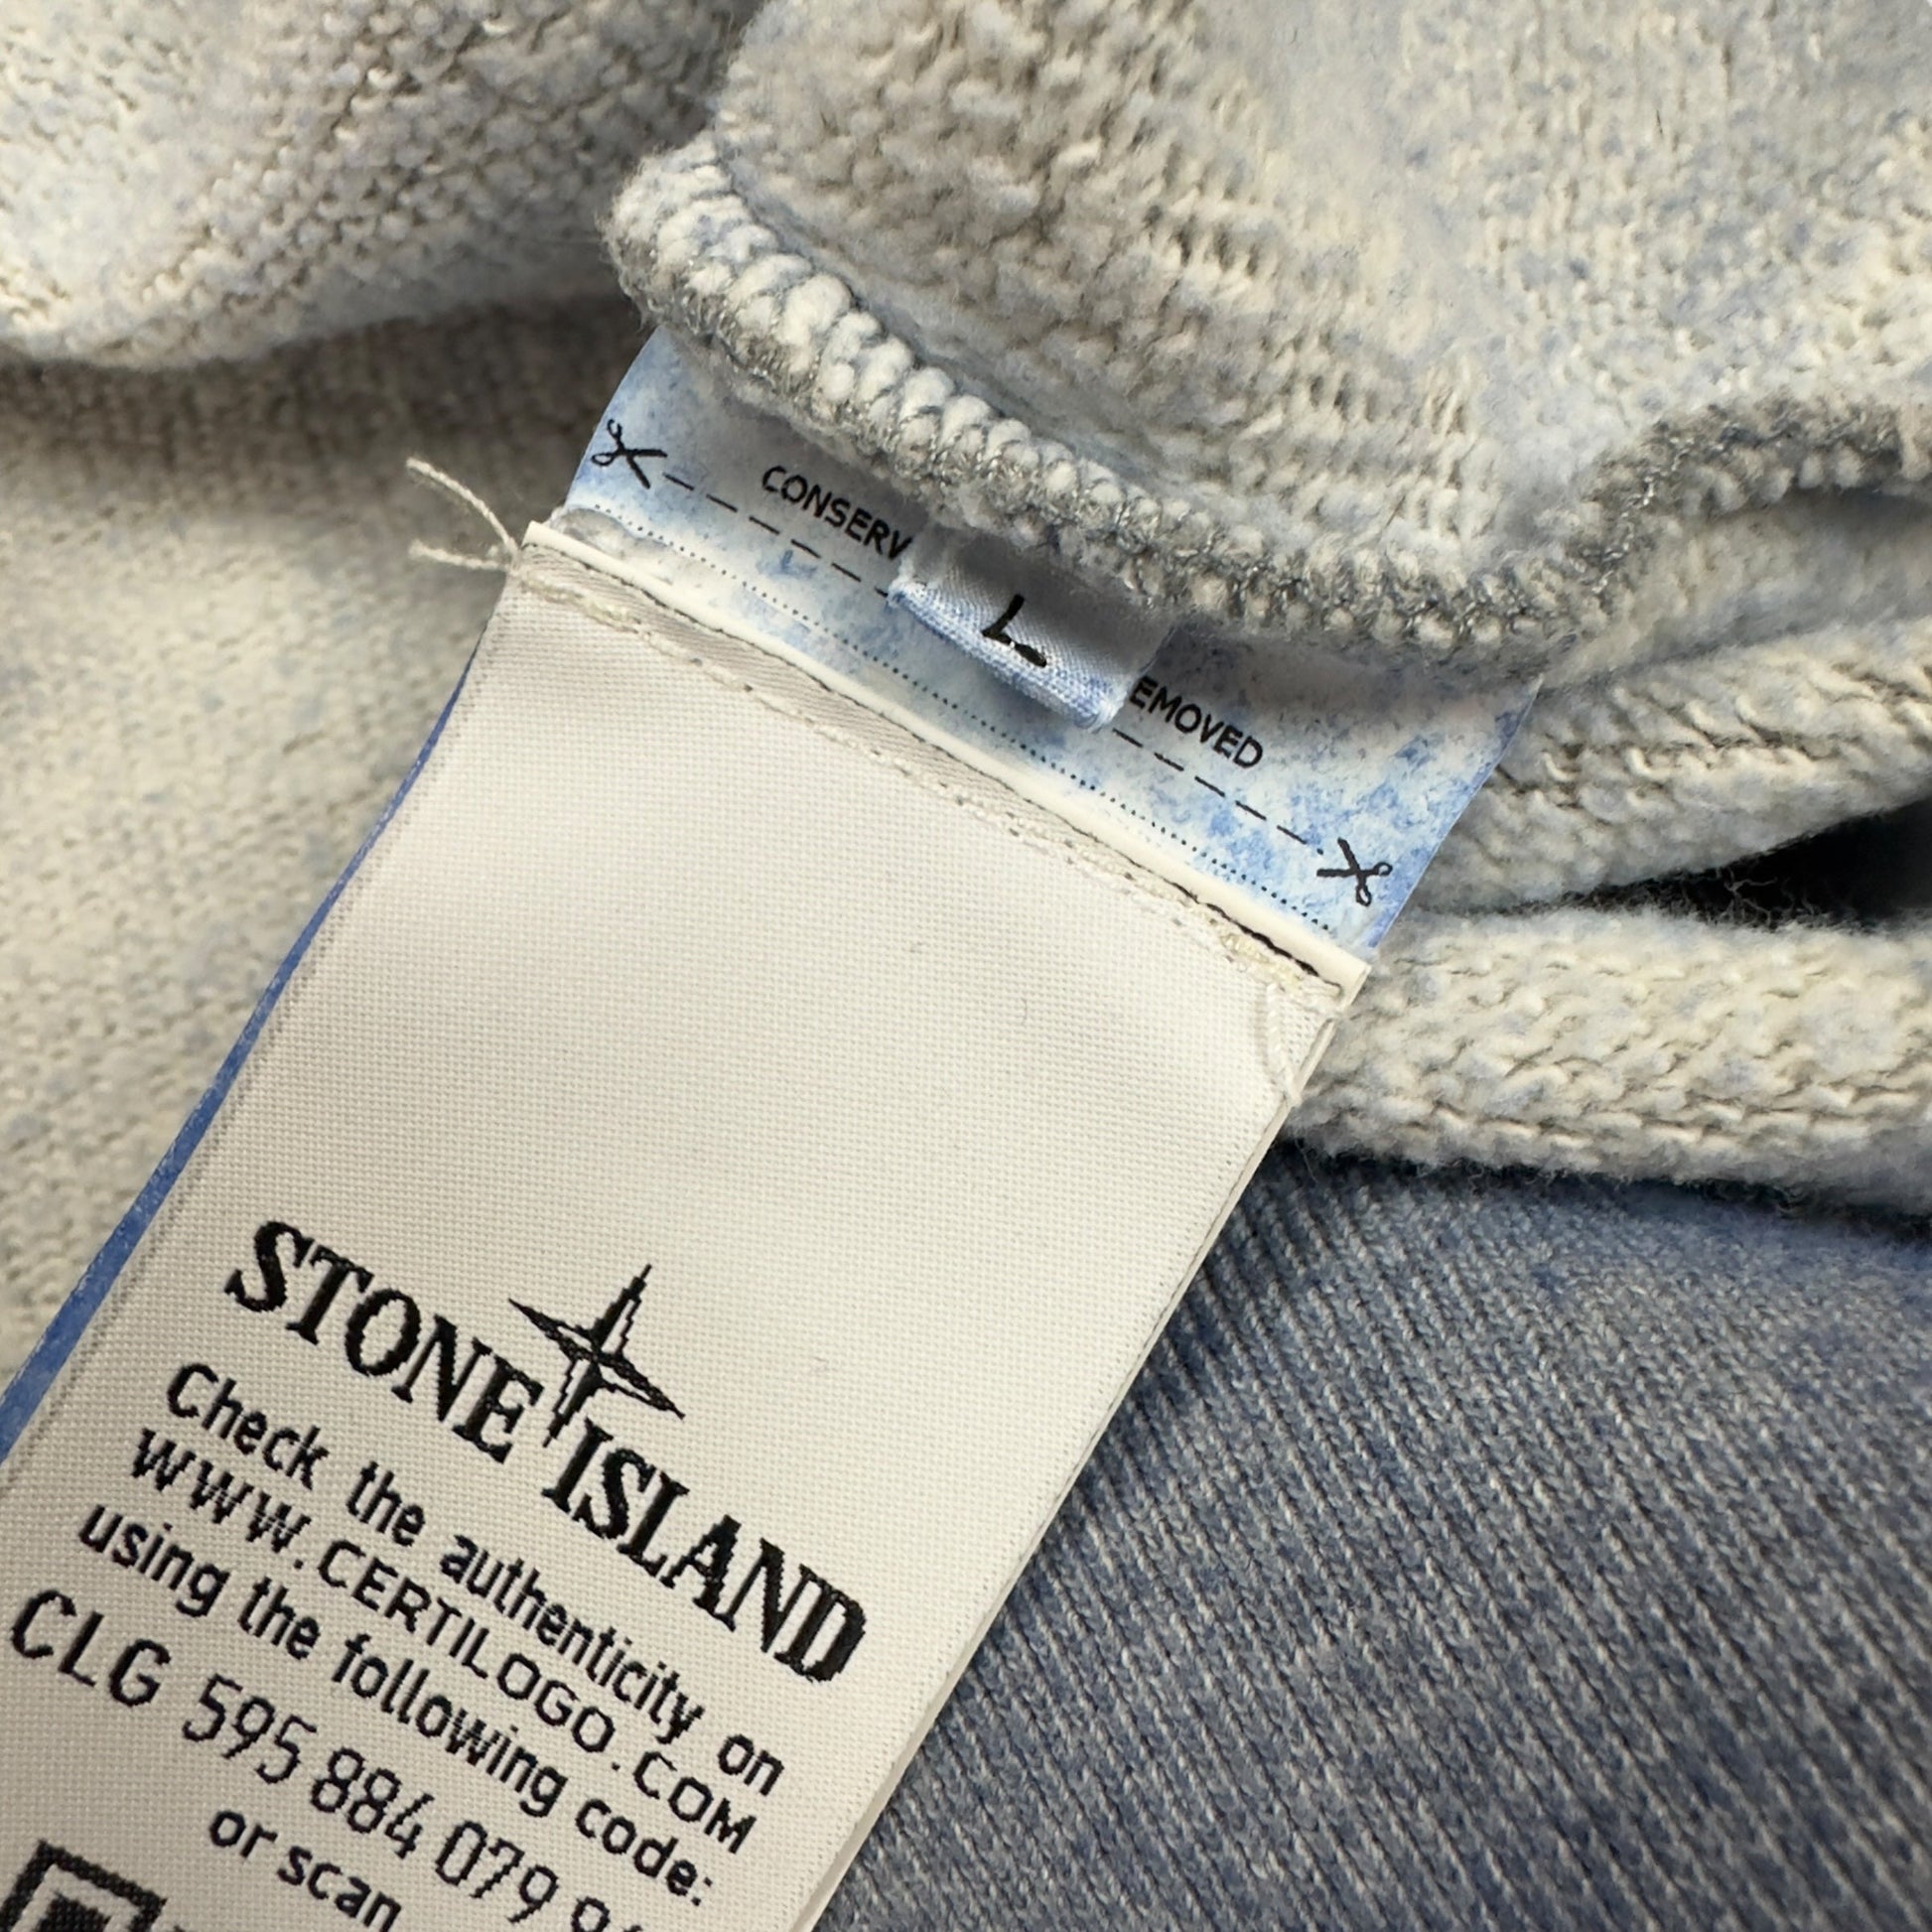 CONSERV
L
EMOVED
STONE ISLAND
Check the authenticity on
WWW.CERTILOGO.COM
using the following code:
CLG 595 884 079
or scan